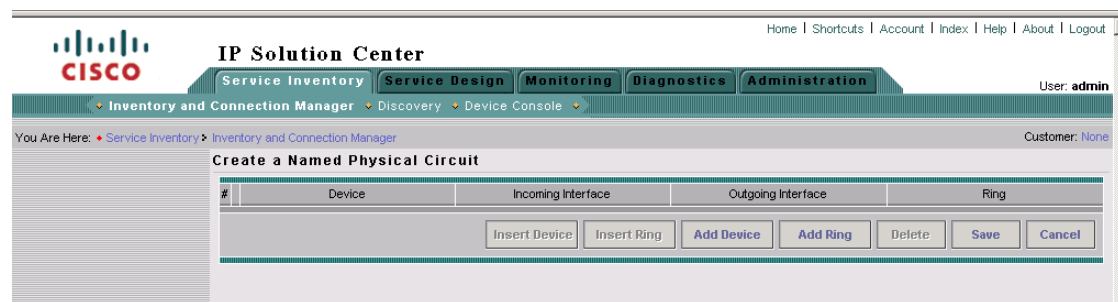 Home | Shortcuts | Account | Index | Help | About | Logout
CISCO
IP Solution Center
Service Inventory Service Design Monitoring Diagnostics Administration
User: admin
Inventory and Connection Manager Discovery Device Console
You Are Here: Service Inventory Inventory and Connection Manager
Customer: None
Create a Named Physical Circuit
# Device Incoming Interface Outgoing Interface Ring
Insert Device Insert Ring Add Device Add Ring Delete Save Cancel